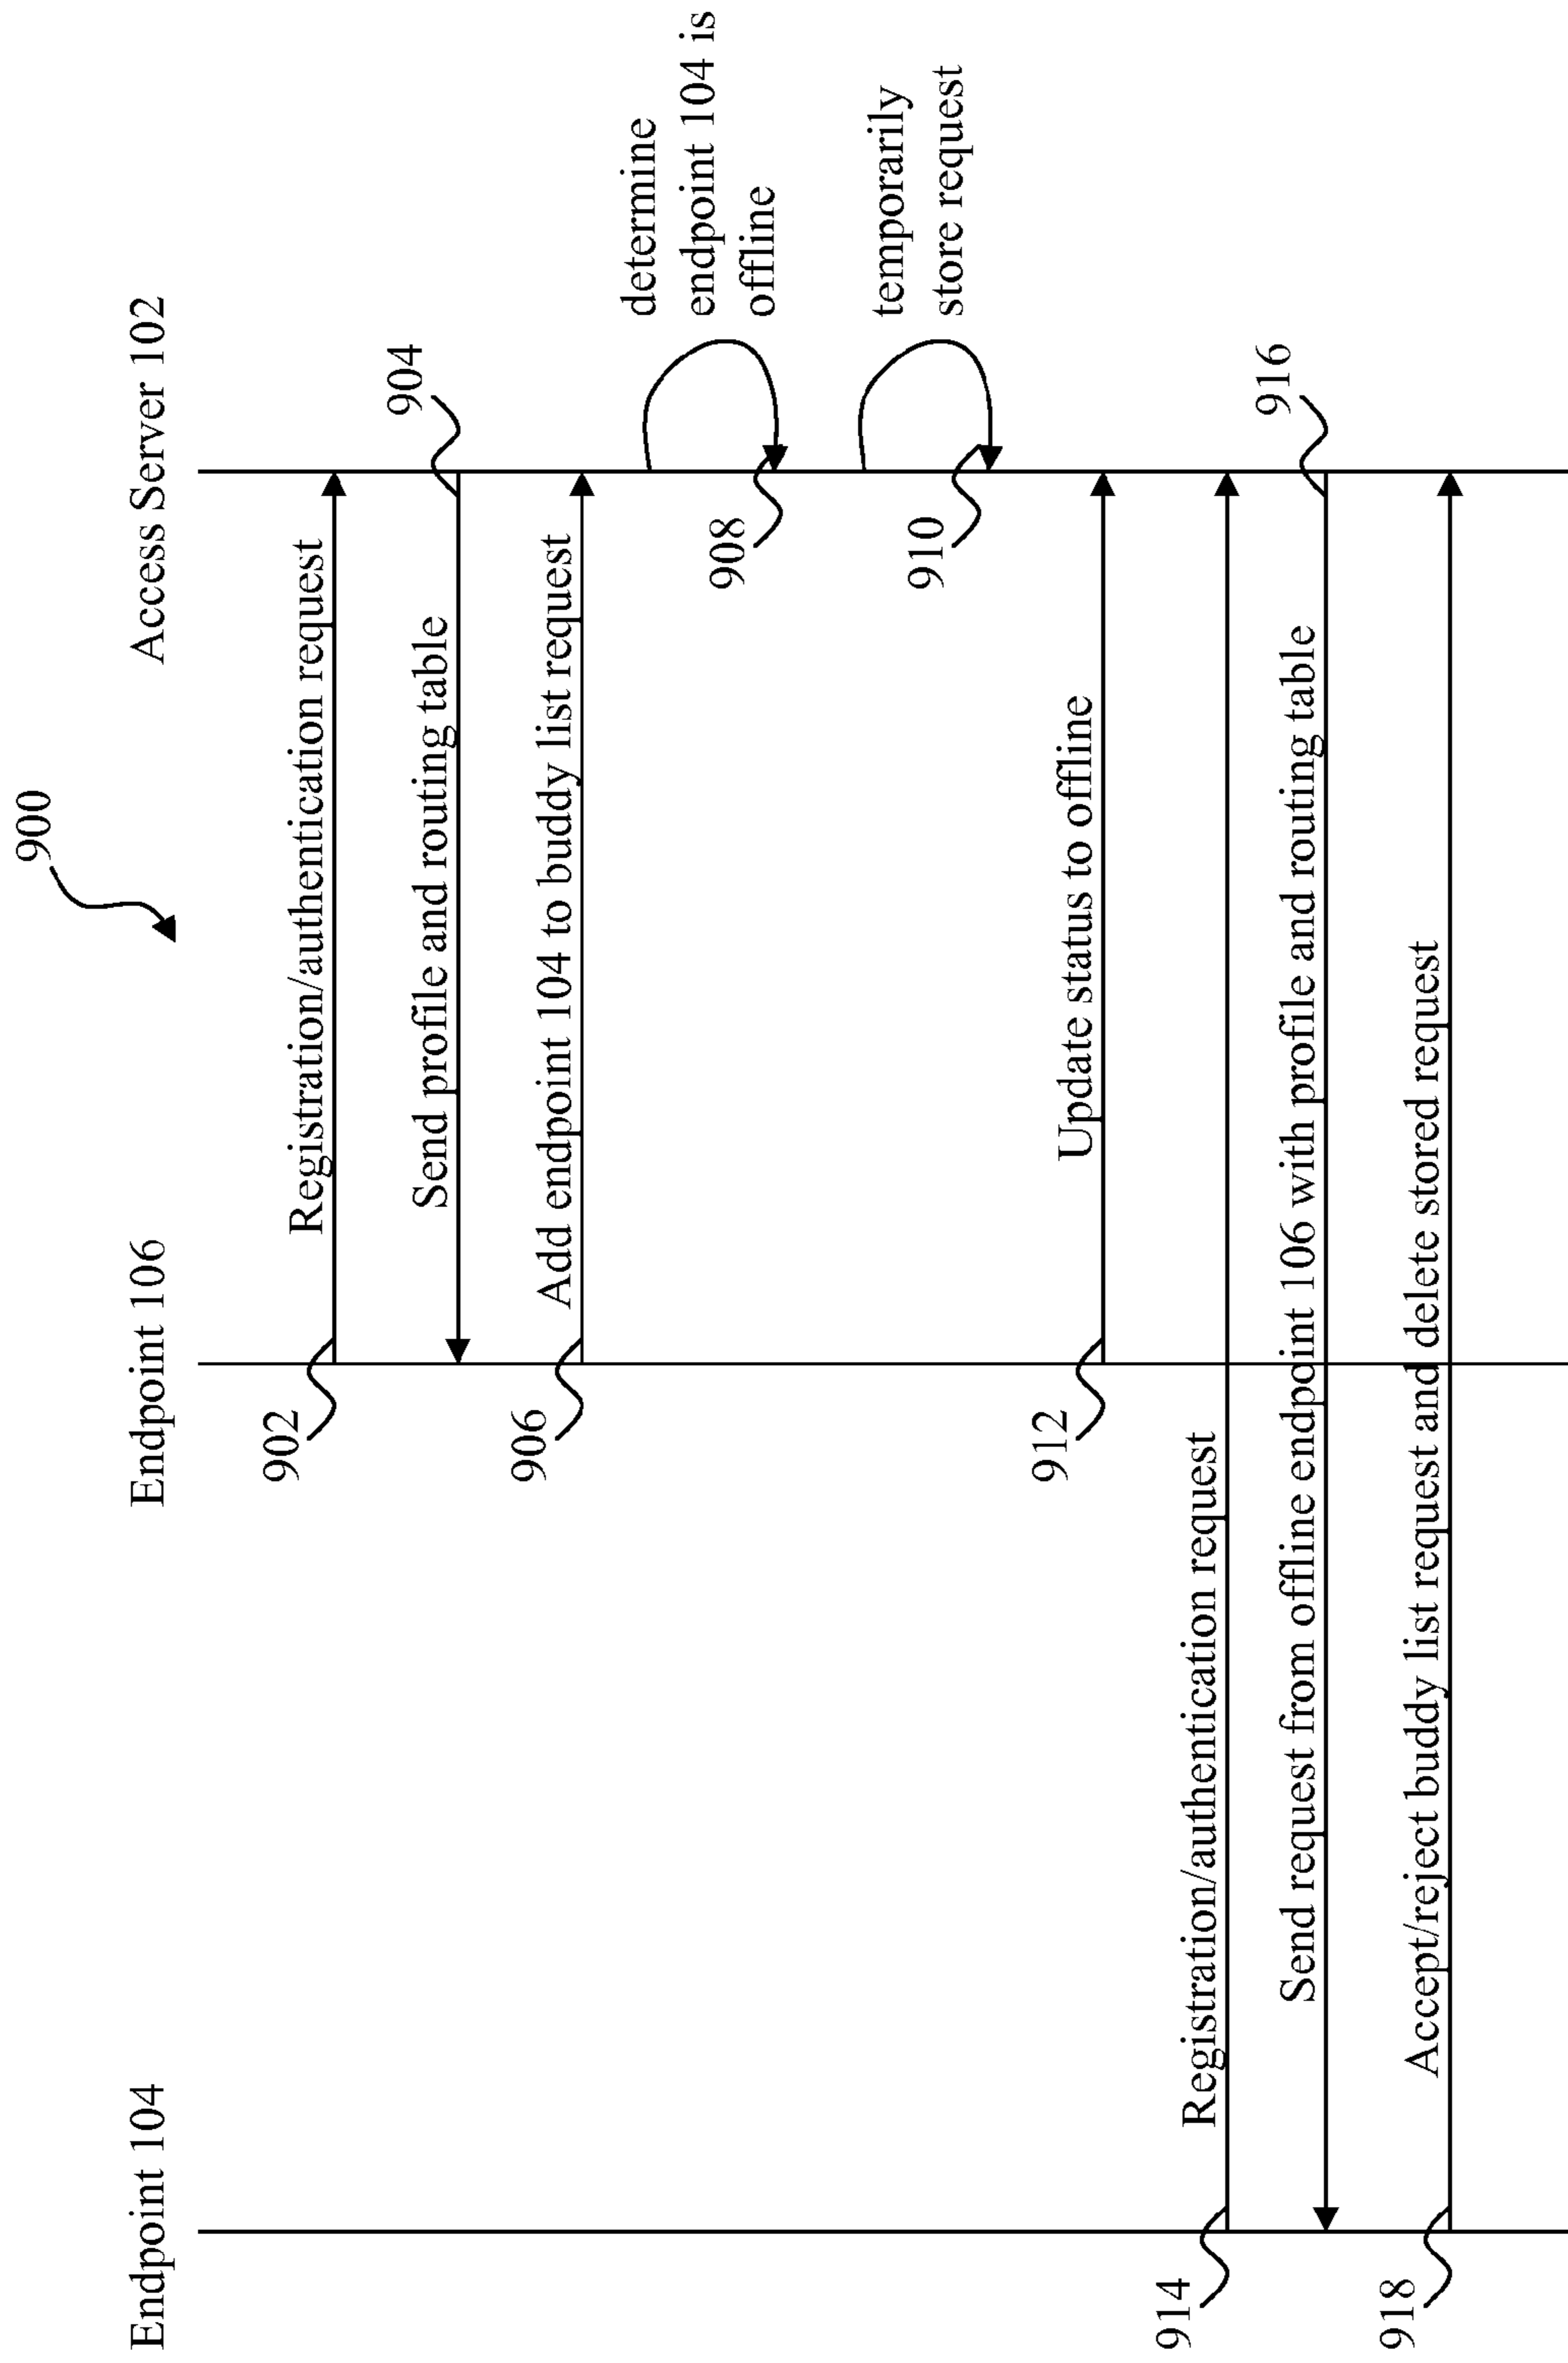 900
Endpoint 104
Endpoint 106
Access Server 102
902
Registration/authentication request
Send profile and routing table
904
906
Add endpoint 104 to buddy list request
determine
endpoint 104 is
offline
908
temporarily
store request
910
912
Update status to offline
914
Registration/authentication request
Send request from offline endpoint 106 with profile and routing table
916
918
Accept/reject buddy list request and delete stored request